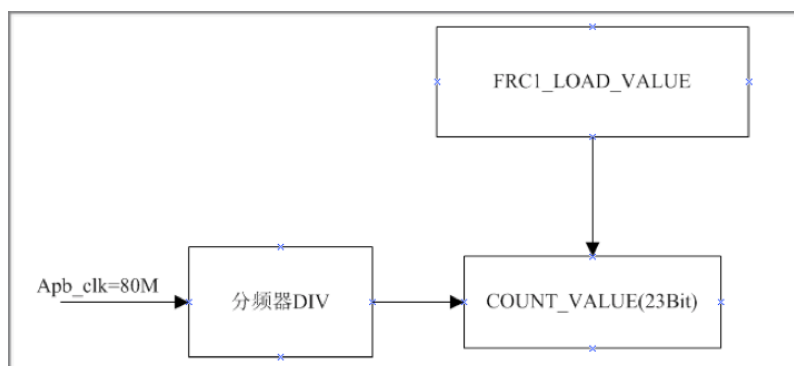 FRC1_LOAD_VALUE
Apb_clk=80M
分频器DIV
COUNT_VALUE(23Bit)